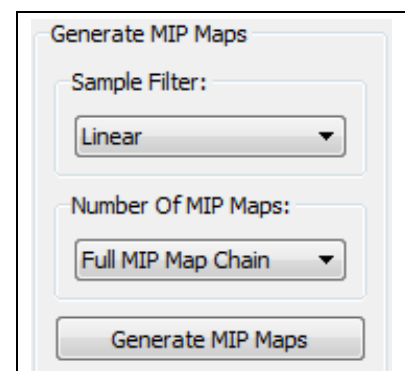 Generate MIP Maps
Sample Filter:
Linear
Number Of MIP Maps:
Full MIP Map Chain
Generate MIP Maps